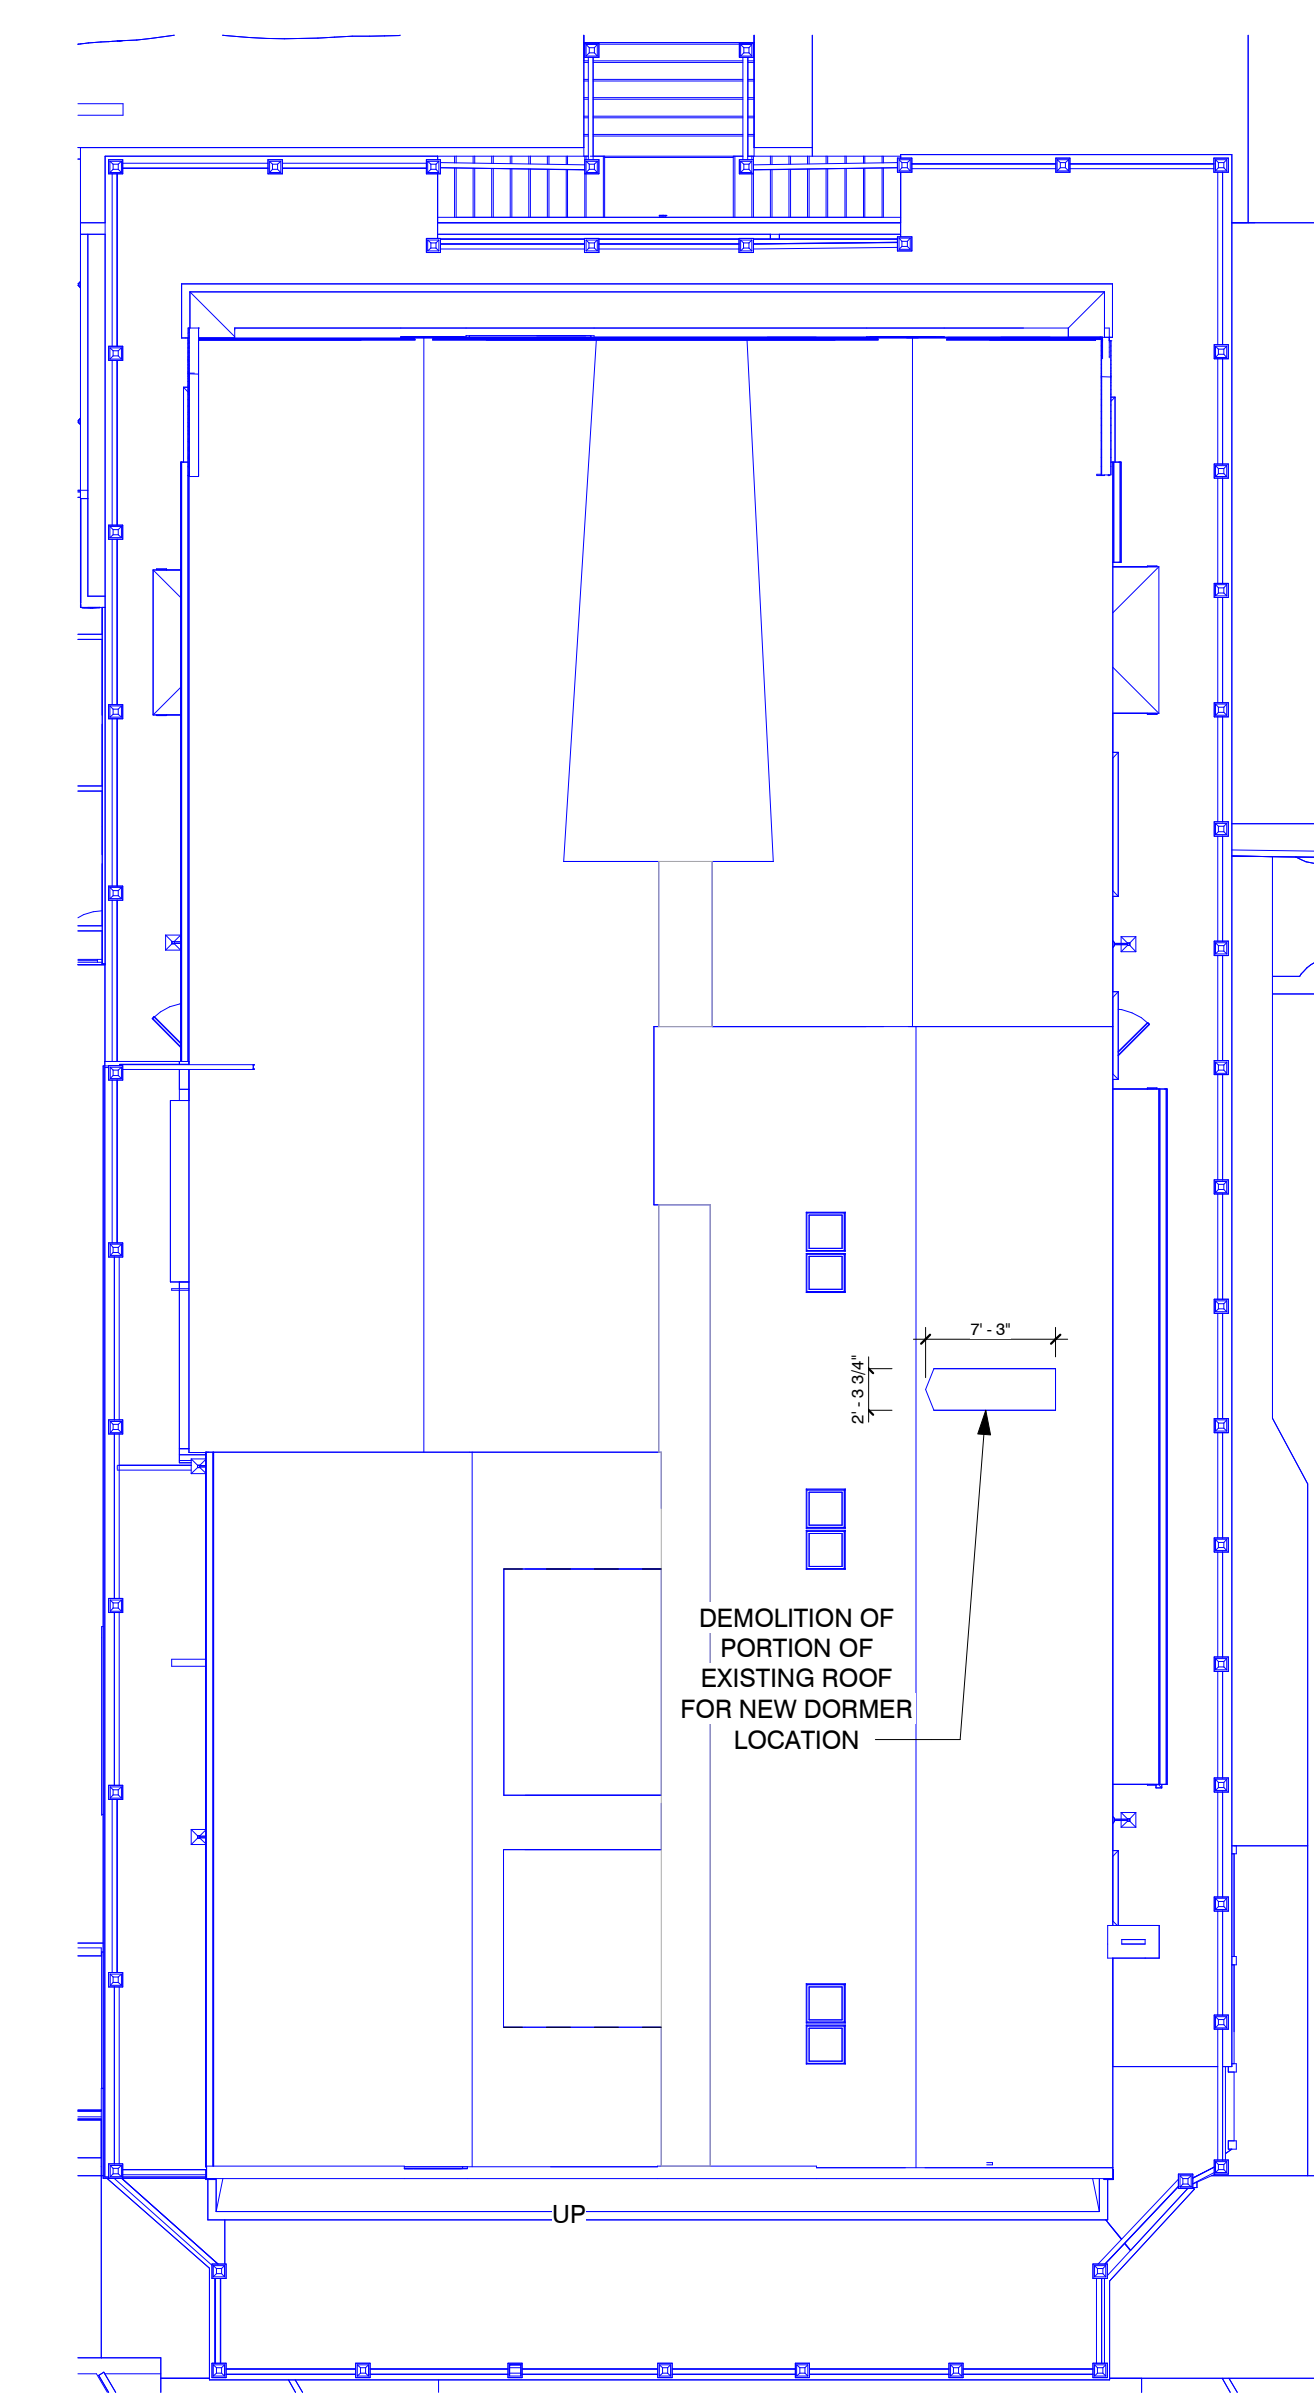 7' - 3"
2' - 3 3/4"
DEMOLITION OF
PORTION OF
EXISTING ROOF
FOR NEW DORMER
LOCATION
UP